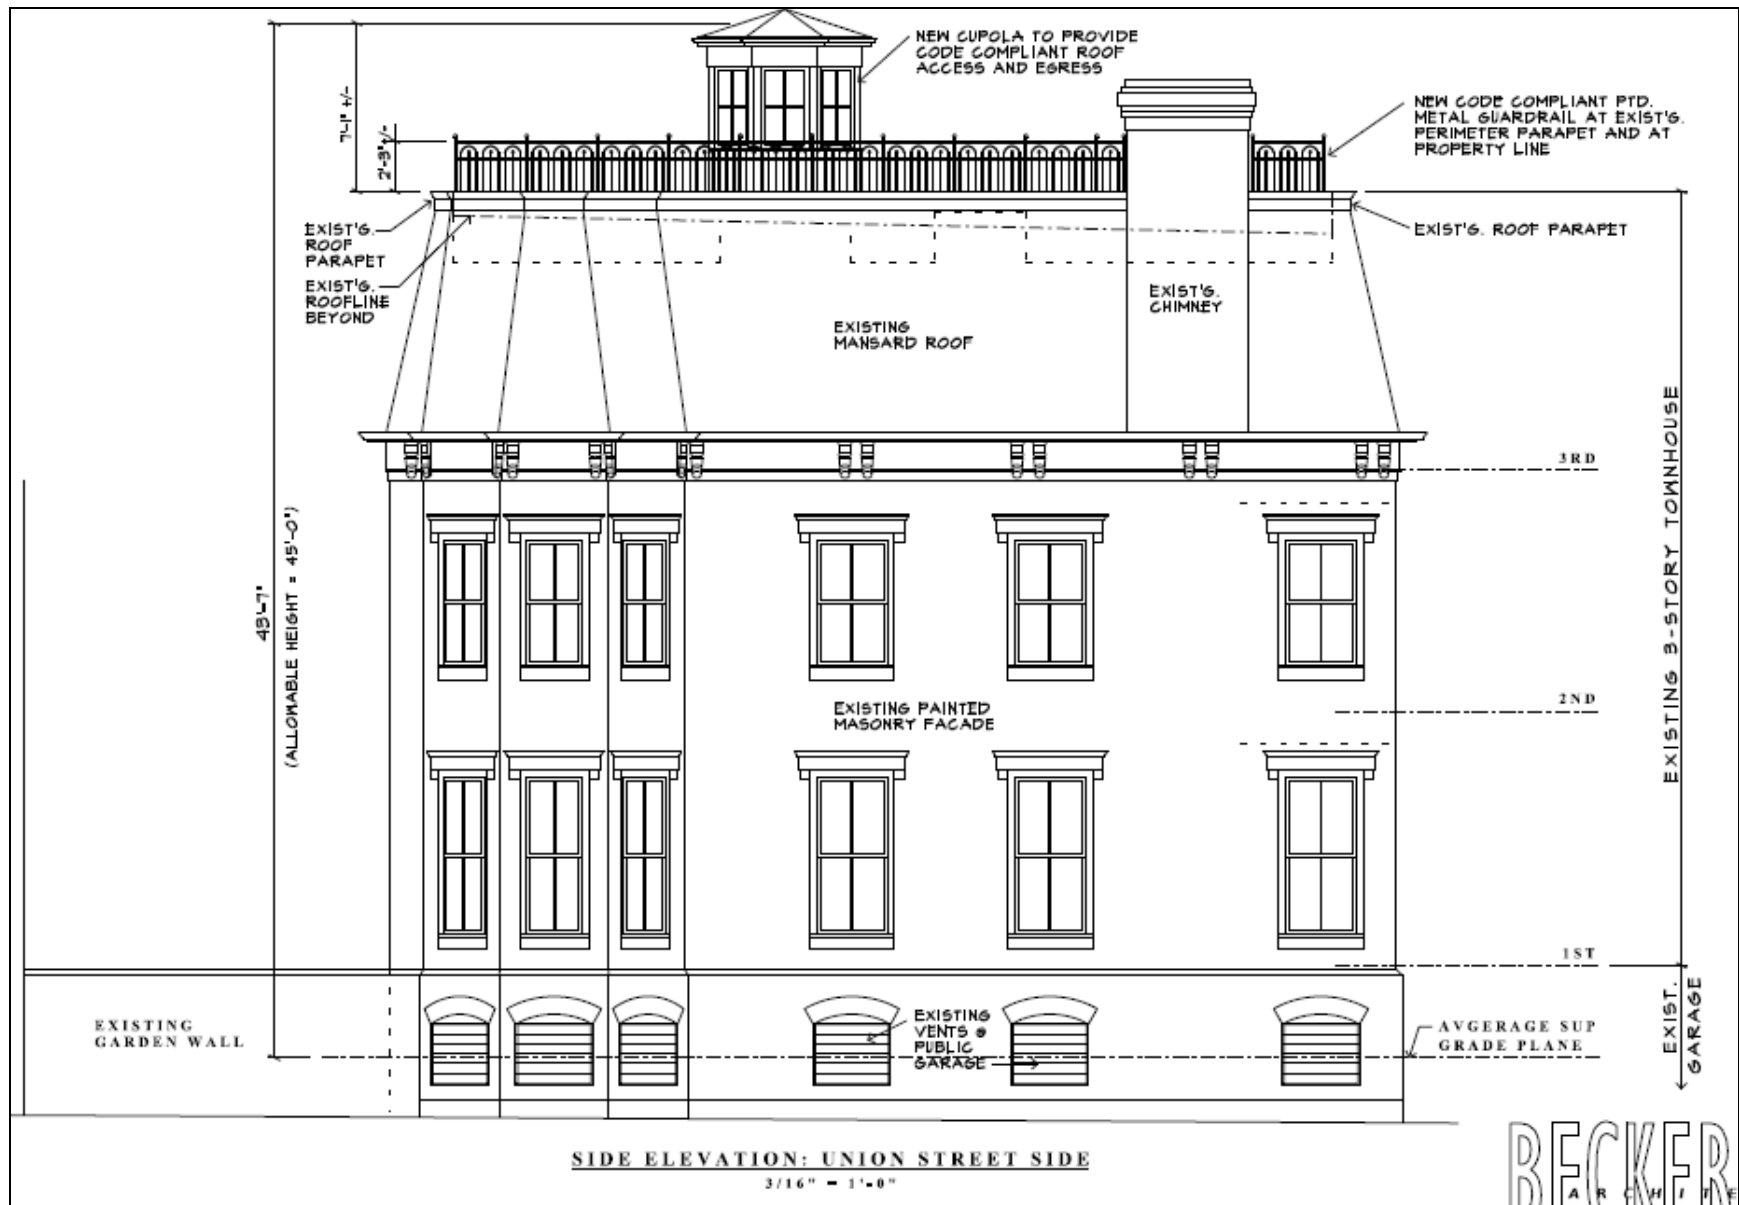 NEW CUPOLA TO PROVIDE
CODE COMPLIANT ROOF
ACCESS AND EGRESS
NEW CODE COMPLIANT PTD.
METAL GUARDRAIL AT EXIST'G.
PERIMETER PARAPET AND AT
PROPERTY LINE
7'-1" +/-
2'-3" +/-
EXIST'G.
ROOF
PARAPET
EXIST'G. ROOF PARAPET
EXIST'G.
ROOFLINE
BEYOND
EXIST'G.
CHIMNEY
EXISTING
MANSARD ROOF
3RD
43'-7"
(ALLOWABLE HEIGHT = 45'-0")
EXISTING 3-STORY TOWNHOUSE
EXISTING PAINTED
MASONRY FACADE
2ND
1ST
EXISTING
GARDEN WALL
EXISTING
VENTS @
PUBLIC
GARAGE
AVGERAGE SUP
GRADE PLANE
EXIST.
GARAGE
SIDE ELEVATION: UNION STREET SIDE
3/16" = 1'-0"
BECKER
ARCHITE